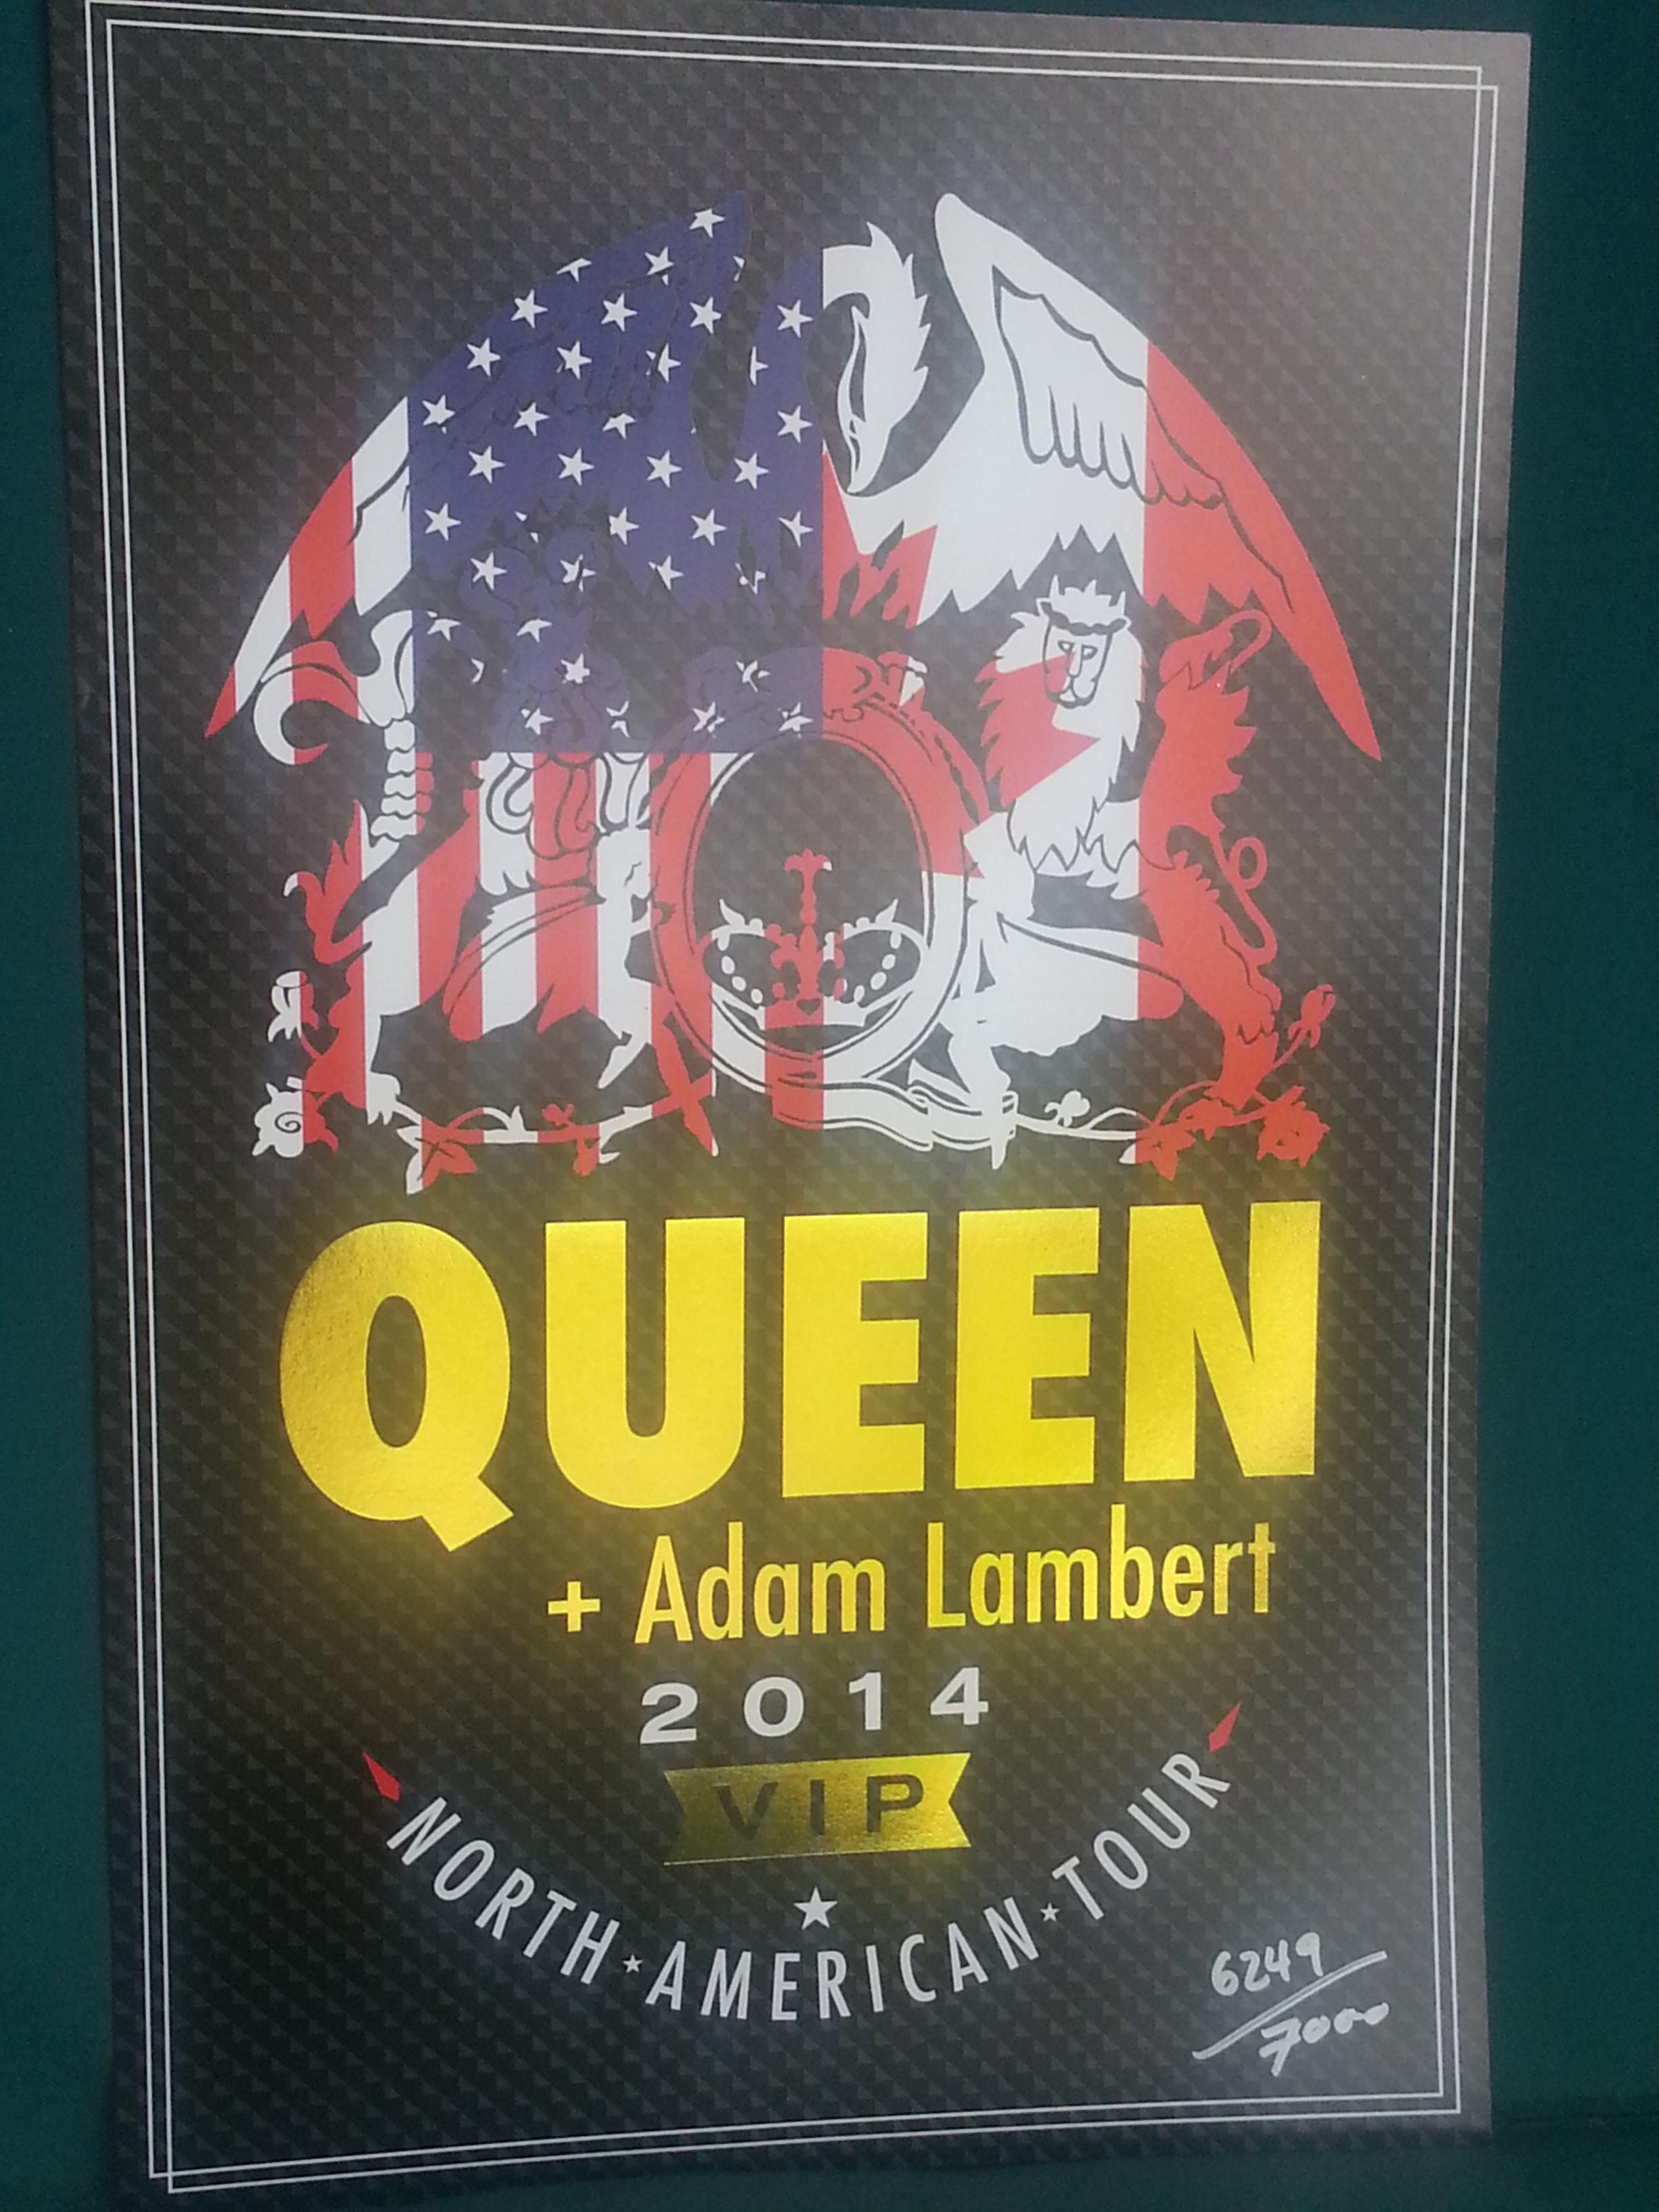 QUEEN
+ Adam Lambert
2014
VIP
NORTH★AMERICAN★TOUR
6249/7000